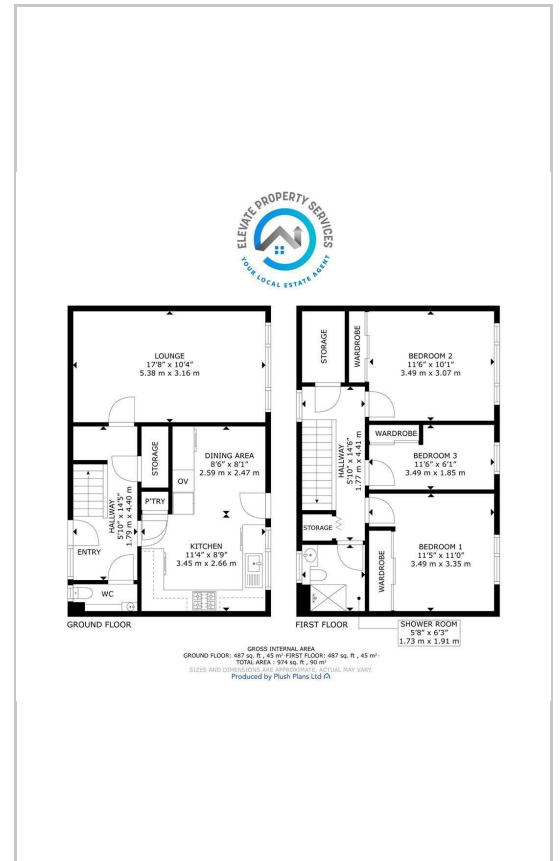 ELEVATE PROPERTY SERVICES
YOUR LOCAL ESTATE AGENT
LOUNGE
17'8" x 10'4"
5.38 m x 3.16 m
STORAGE
DINING AREA
8'6" x 8'1"
2.59 m x 2.47 m
OV
P'TRY
HALLWAY
5'10" x 14'5"
1.79 m x 4.40 m
ENTRY
KITCHEN
11'4" x 8'9"
3.45 m x 2.66 m
WC
GROUND FLOOR
STORAGE
WARDROBE
BEDROOM 2
11'6" x 10'1"
3.49 m x 3.07 m
HALLWAY
5'10" x 14'6"
1.77 m x 4.41 m
WARDROBE
BEDROOM 3
11'6" x 6'1"
3.49 m x 1.85 m
STORAGE
BEDROOM 1
11'5" x 11'0"
3.49 m x 3.35 m
WARDROBE
FIRST FLOOR
SHOWER ROOM
5'8" x 6'3"
1.73 m x 1.91 m
GROSS INTERNAL AREA
GROUND FLOOR: 487 sq. ft , 45 m² FIRST FLOOR: 487 sq. ft , 45 m²
TOTAL AREA : 974 sq. ft , 90 m²
SIZES AND DIMENSIONS ARE APPROXIMATE, ACTUAL MAY VARY.
Produced by Plush Plans Ltd